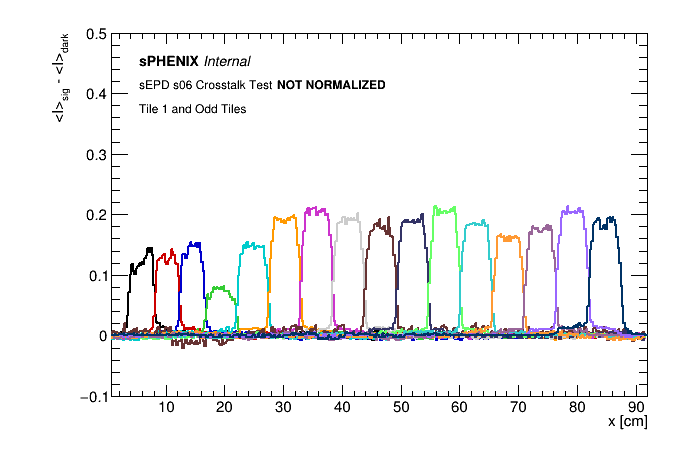 0.5
<I>sig - <I>dark
sPHENIX Internal
sEPD s06 Crosstalk Test NOT NORMALIZED
Tile 1 and Odd Tiles
0.4
0.3
0.2
0.1
0
−0.1
10 20 30 40 50 60 70 80 90
x [cm]